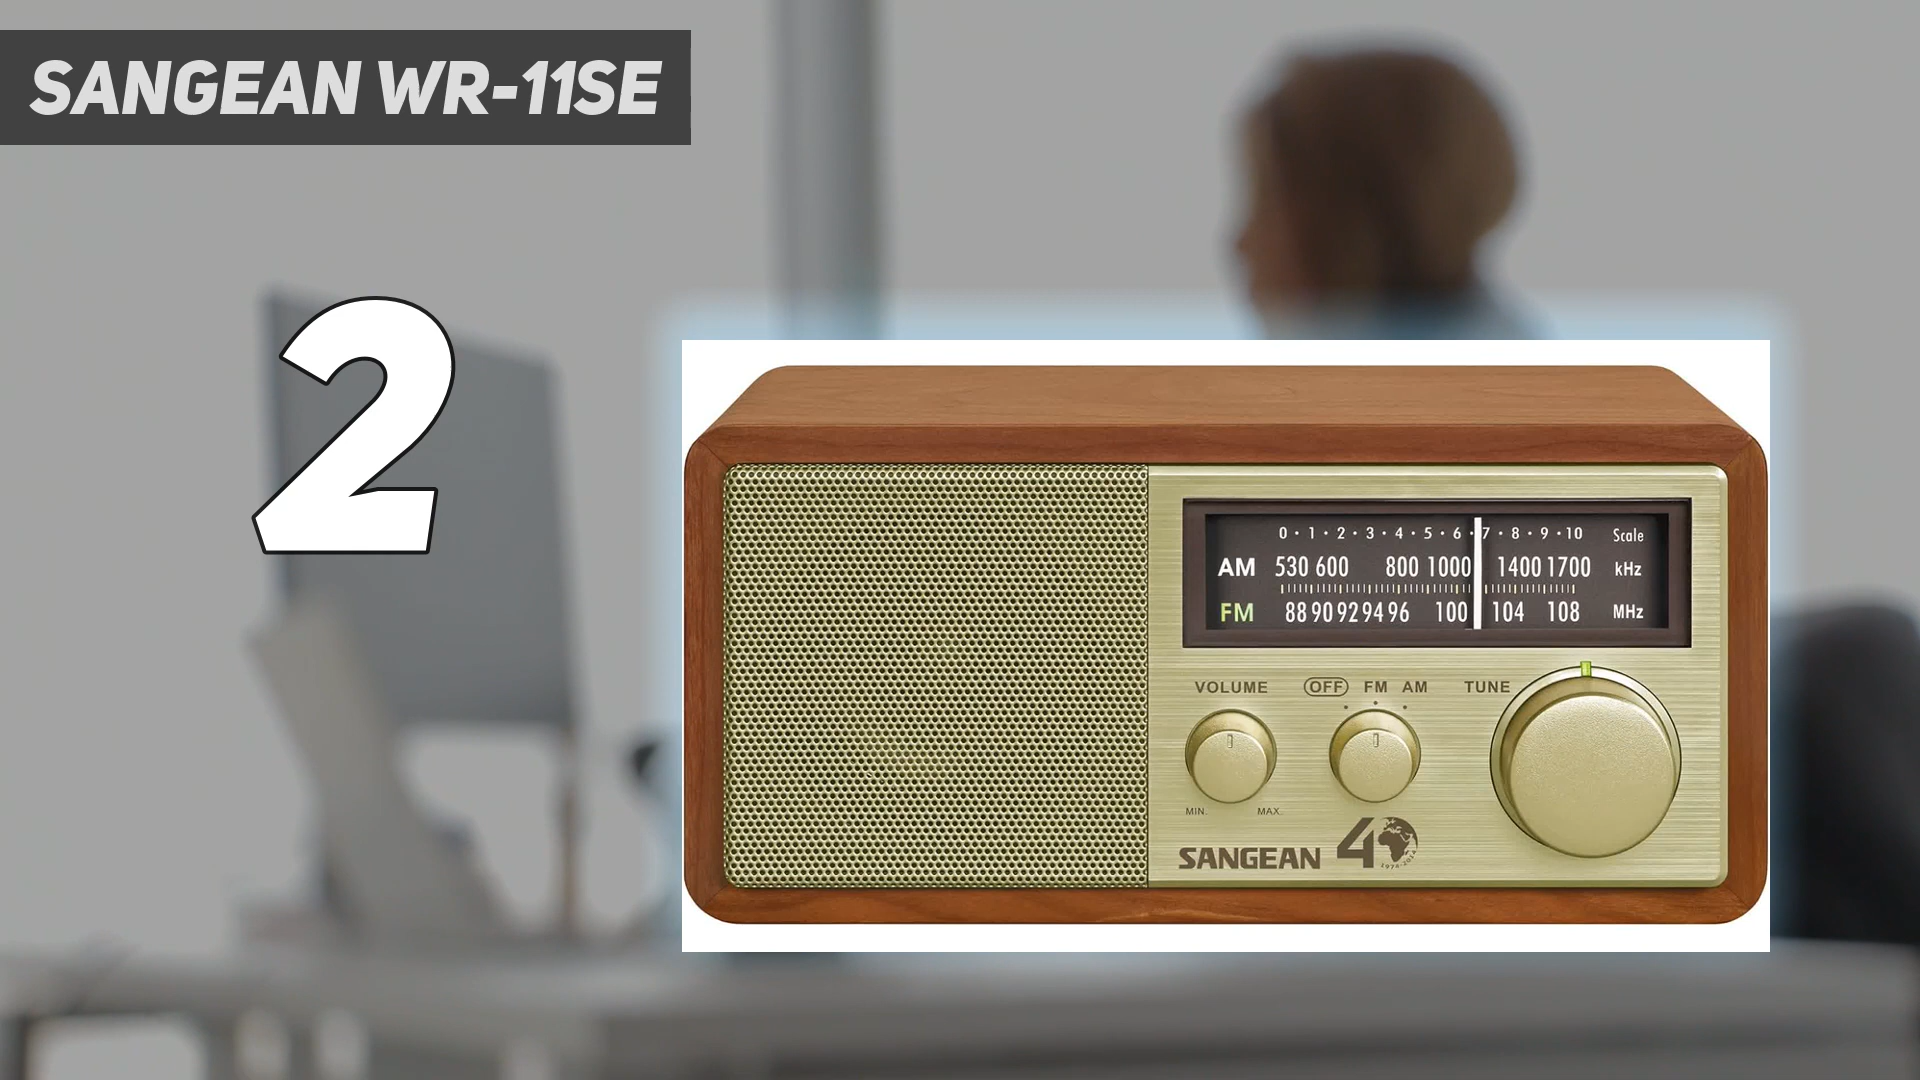 SANGEAN WR-11SE
2
0 · 1 · 2 · 3 · 4 · 5 · 6 · 7 · 8 · 9 · 10 Scale
AM 530 600 800 1000 1400 1700 kHz
FM 88 90 92 94 96 100 104 108 MHz
VOLUME OFF FM AM TUNE
MIN. MAX.
SANGEAN 40
1974-2014